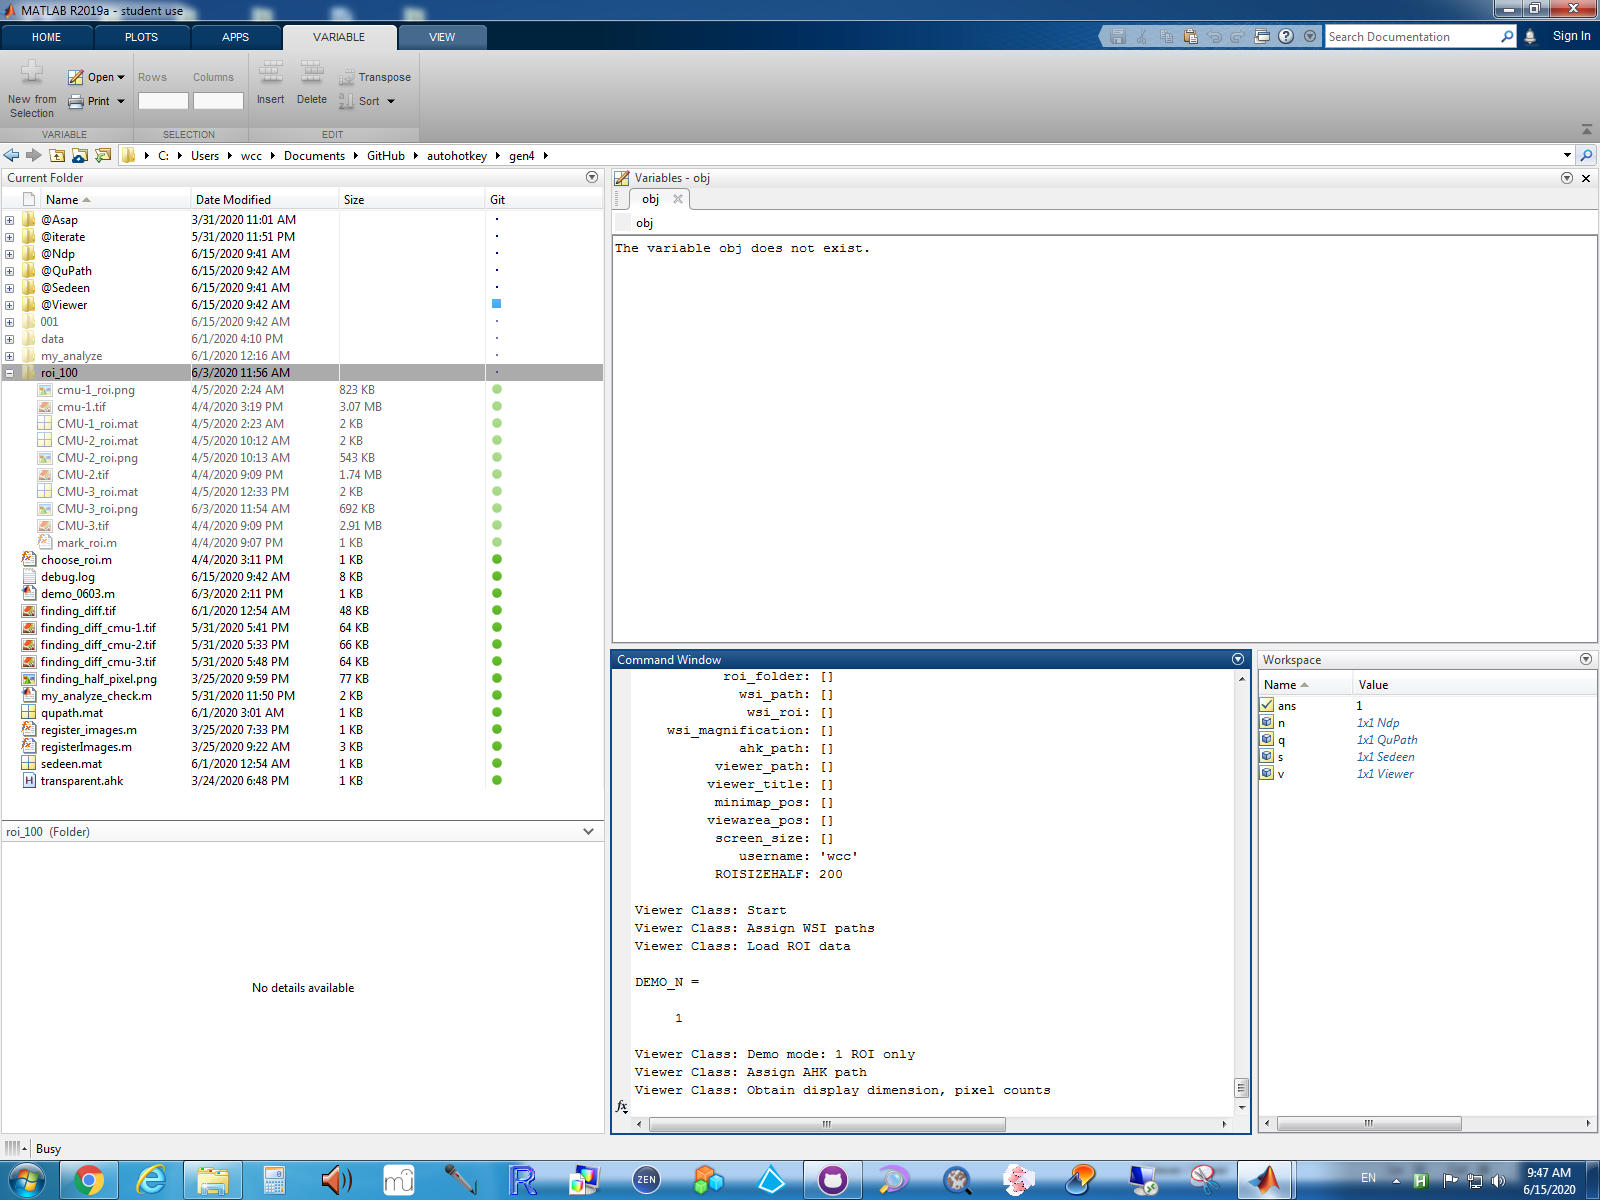 MATLAB R2019a - student use
HOME PLOTS APPS VARIABLE VIEW
Search Documentation
Sign In
New from Selection
Open
Print
Rows Columns
Insert
Delete
Transpose
Sort
VARIABLE SELECTION EDIT
C: Users wcc Documents GitHub autohotkey gen4
Current Folder
Name Date Modified Size Git
@Asap 3/31/2020 11:01 AM
@iterate 5/31/2020 11:51 PM
@Ndp 6/15/2020 9:41 AM
@QuPath 6/15/2020 9:42 AM
@Sedeen 6/15/2020 9:41 AM
@Viewer 6/15/2020 9:42 AM
001 6/15/2020 9:42 AM
data 6/1/2020 4:10 PM
my_analyze 6/1/2020 12:16 AM
roi_100 6/3/2020 11:56 AM
cmu-1_roi.png 4/5/2020 2:24 AM 823 KB
cmu-1.tif 4/4/2020 3:19 PM 3.07 MB
CMU-1_roi.mat 4/5/2020 2:23 AM 2 KB
CMU-2_roi.mat 4/5/2020 10:12 AM 2 KB
CMU-2_roi.png 4/5/2020 10:13 AM 543 KB
CMU-2.tif 4/4/2020 9:09 PM 1.74 MB
CMU-3_roi.mat 4/5/2020 12:33 PM 2 KB
CMU-3_roi.png 6/3/2020 11:54 AM 692 KB
CMU-3.tif 4/4/2020 9:09 PM 2.91 MB
mark_roi.m 4/4/2020 9:07 PM 1 KB
choose_roi.m 4/4/2020 3:11 PM 1 KB
debug.log 6/15/2020 9:42 AM 8 KB
demo_0603.m 6/3/2020 2:11 PM 1 KB
finding_diff.tif 6/1/2020 12:54 AM 48 KB
finding_diff_cmu-1.tif 5/31/2020 5:41 PM 64 KB
finding_diff_cmu-2.tif 5/31/2020 5:33 PM 66 KB
finding_diff_cmu-3.tif 5/31/2020 5:48 PM 64 KB
finding_half_pixel.png 3/25/2020 9:59 PM 77 KB
my_analyze_check.m 5/31/2020 11:50 PM 2 KB
qupath.mat 6/1/2020 3:01 AM 1 KB
register_images.m 3/25/2020 7:33 PM 1 KB
registerImages.m 3/25/2020 9:22 AM 3 KB
sedeen.mat 6/1/2020 12:54 AM 1 KB
transparent.ahk 3/24/2020 6:48 PM 1 KB
roi_100 (Folder)
No details available
Variables - obj
obj
obj
The variable obj does not exist.
Command Window
roi_folder: []
wsi_path: []
wsi_roi: []
wsi_magnification: []
ahk_path: []
viewer_path: []
viewer_title: []
minimap_pos: []
viewarea_pos: []
screen_size: []
username: 'wcc'
ROISIZEHALF: 200
Viewer Class: Start
Viewer Class: Assign WSI paths
Viewer Class: Load ROI data
DEMO_N =
1
Viewer Class: Demo mode: 1 ROI only
Viewer Class: Assign AHK path
Viewer Class: Obtain display dimension, pixel counts
fx
Workspace
Name Value
ans 1
n 1x1 Ndp
q 1x1 QuPath
s 1x1 Sedeen
v 1x1 Viewer
Busy
ZEN
EN
H
9:47 AM
6/15/2020